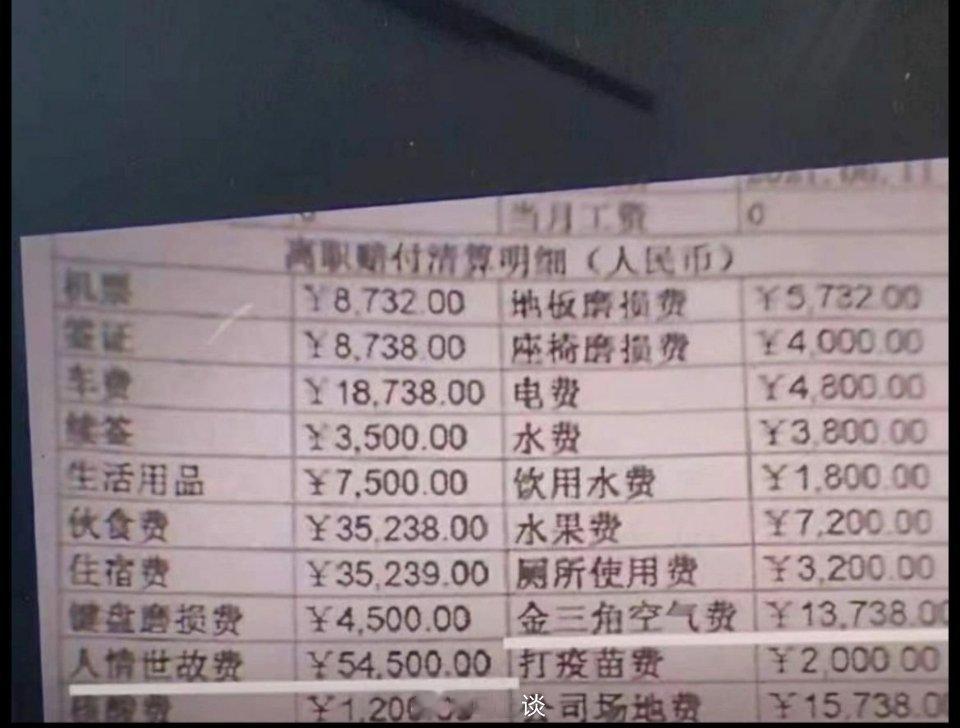 2021.06.11
0 当月工资 0
离职赔付清算明细（人民币）
机票 ￥8,732.00 地板磨损费 ￥5,732.00
签证 ￥8,738.00 座椅磨损费 ￥4,000.00
车费 ￥18,738.00 电费 ￥4,800.00
续签 ￥3,500.00 水费 ￥3,800.00
生活用品 ￥7,500.00 饮用水费 ￥1,800.00
伙食费 ￥35,238.00 水果费 ￥7,200.00
住宿费 ￥35,239.00 厕所使用费 ￥3,200.00
键盘磨损费 ￥4,500.00 金三角空气费 ￥13,738.00
人情世故费 ￥54,500.00 打疫苗费 ￥2,000.00
￥1,200 谈 公司场地费 ￥15,738.00